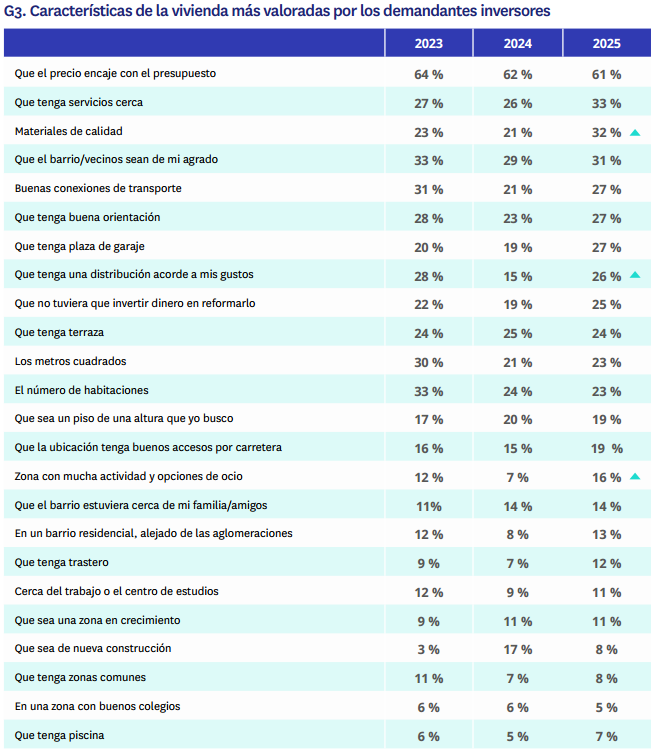 G3. Características de la vivienda más valoradas por los demandantes inversores
2023 2024 2025
Que el precio encaje con el presupuesto 64 % 62 % 61 %
Que tenga servicios cerca 27 % 26 % 33 %
Materiales de calidad 23 % 21 % 32 %
Que el barrio/vecinos sean de mi agrado 33 % 29 % 31 %
Buenas conexiones de transporte 31 % 21 % 27 %
Que tenga buena orientación 28 % 23 % 27 %
Que tenga plaza de garaje 20 % 19 % 27 %
Que tenga una distribución acorde a mis gustos 28 % 15 % 26 %
Que no tuviera que invertir dinero en reformarlo 22 % 19 % 25 %
Que tenga terraza 24 % 25 % 24 %
Los metros cuadrados 30 % 21 % 23 %
El número de habitaciones 33 % 24 % 23 %
Que sea un piso de una altura que yo busco 17 % 20 % 19 %
Que la ubicación tenga buenos accesos por carretera 16 % 15 % 19 %
Zona con mucha actividad y opciones de ocio 12 % 7 % 16 %
Que el barrio estuviera cerca de mi familia/amigos 11% 14 % 14 %
En un barrio residencial, alejado de las aglomeraciones 12 % 8 % 13 %
Que tenga trastero 9 % 7 % 12 %
Cerca del trabajo o el centro de estudios 12 % 9 % 11 %
Que sea una zona en crecimiento 9 % 11 % 11 %
Que sea de nueva construcción 3 % 17 % 8 %
Que tenga zonas comunes 11 % 7 % 8 %
En una zona con buenos colegios 6 % 6 % 5 %
Que tenga piscina 6 % 5 % 7 %